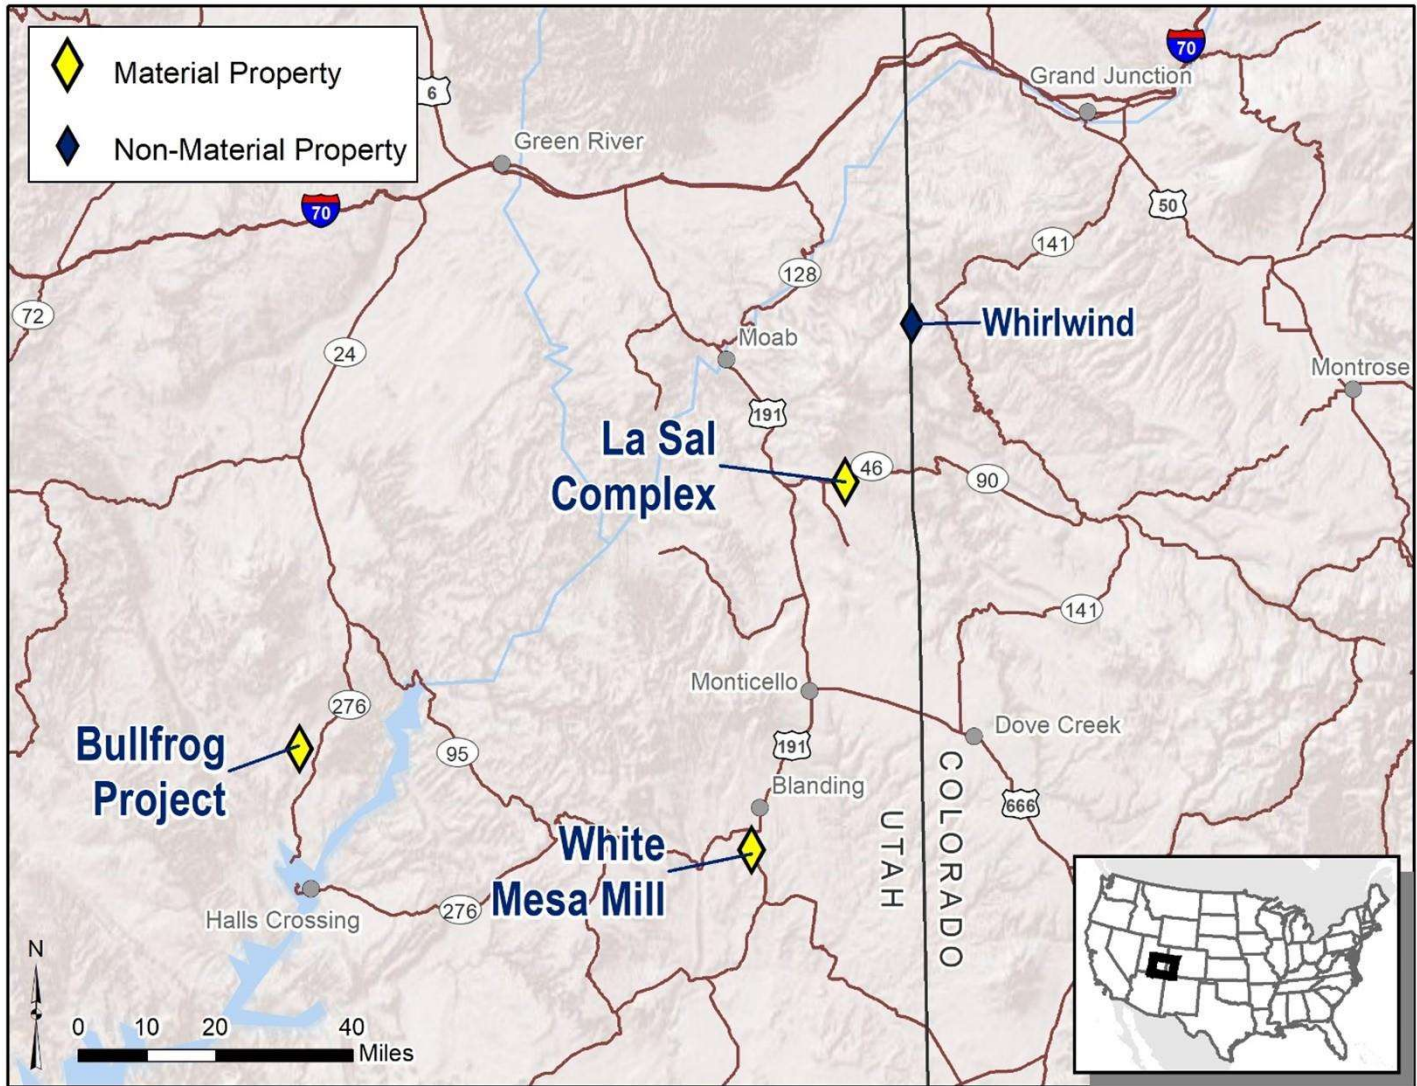 Material Property
Non-Material Property
6
70
Grand Junction
Green River
70
50
141
128
72
24
Moab
Whirlwind
Montrose
191
La Sal
Complex
46
90
141
Monticello
276
Bullfrog
Project
95
191
Dove Creek
Blanding
666
UTAH
COLORADO
White
Mesa Mill
Halls Crossing
276
N
0 10 20 40
Miles